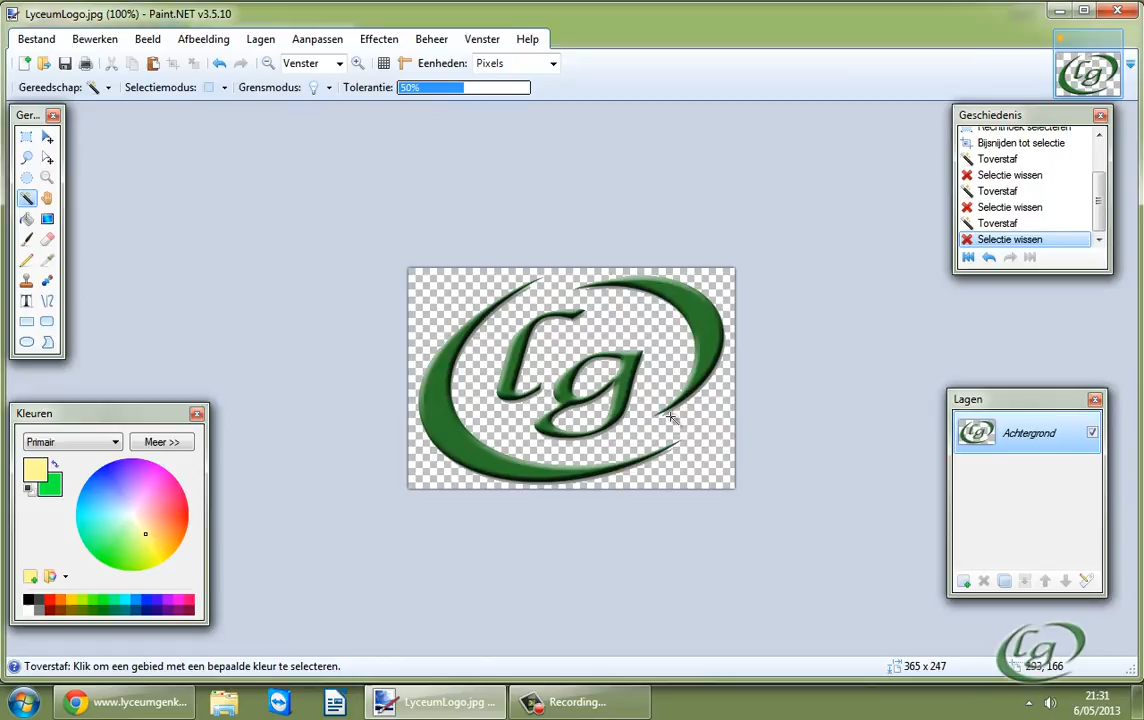 LyceumLogo.jpg (100%) - Paint.NET v3.5.10
Bestand Bewerken Beeld Afbeelding Lagen Aanpassen Effecten Beheer Venster Help
Venster Eenheden: Pixels
Gereedschap: Selectiemodus: Grensmodus: Tolerantie: 50%
Ger...
Geschiedenis
Rechthoek selecteren
Bijsnijden tot selectie
Toverstaf
Selectie wissen
Toverstaf
Selectie wissen
Toverstaf
Selectie wissen
lg
Kleuren
Primair Meer >>
Lagen
Achtergrond
Toverstaf: Klik om een gebied met een bepaalde kleur te selecteren.
365 x 247
293, 166
lg
www.lyceumgenk...
LyceumLogo.jpg ...
Recording...
21:31
6/05/2013